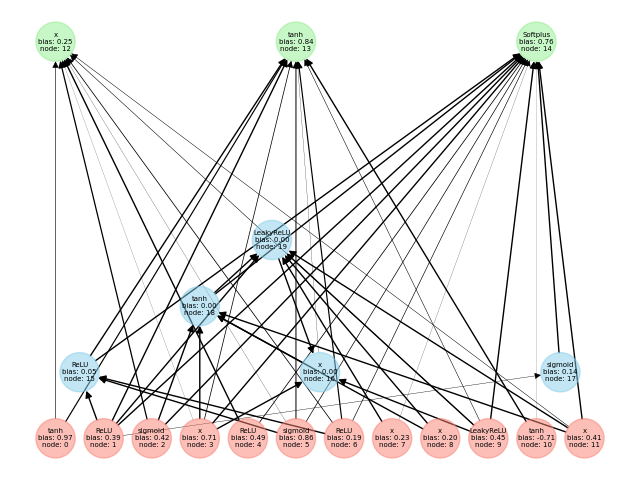 x
bias: 0.25
node: 12
tanh
bias: 0.84
node: 13
Softplus
bias: 0.76
node: 14
LeakyReLU
bias: 0.00
node: 19
tanh
bias: 0.00
node: 18
ReLU
bias: 0.05
node: 15
x
bias: 0.00
node: 16
sigmoid
bias: 0.14
node: 17
tanh
bias: 0.97
node: 0
ReLU
bias: 0.39
node: 1
sigmoid
bias: 0.42
node: 2
x
bias: 0.71
node: 3
ReLU
bias: 0.49
node: 4
sigmoid
bias: 0.86
node: 5
ReLU
bias: 0.19
node: 6
x
bias: 0.23
node: 7
x
bias: 0.20
node: 8
LeakyReLU
bias: 0.45
node: 9
tanh
bias: -0.71
node: 10
x
bias: 0.41
node: 11